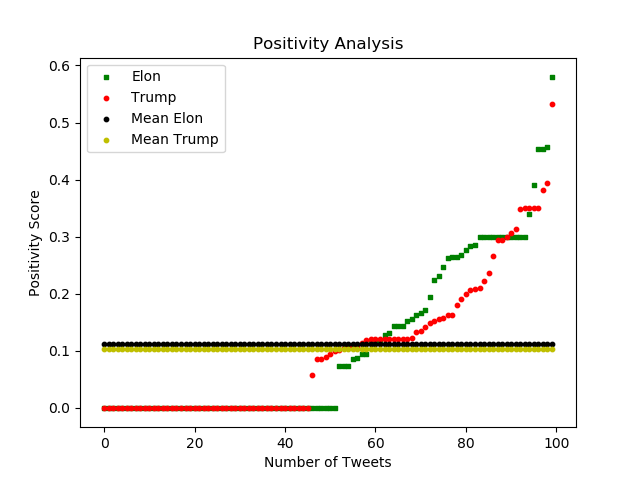 Positivity Analysis
Elon
Trump
Mean Elon
Mean Trump
Positivity Score
0.6
0.5
0.4
0.3
0.2
0.1
0.0
0 20 40 60 80 100
Number of Tweets